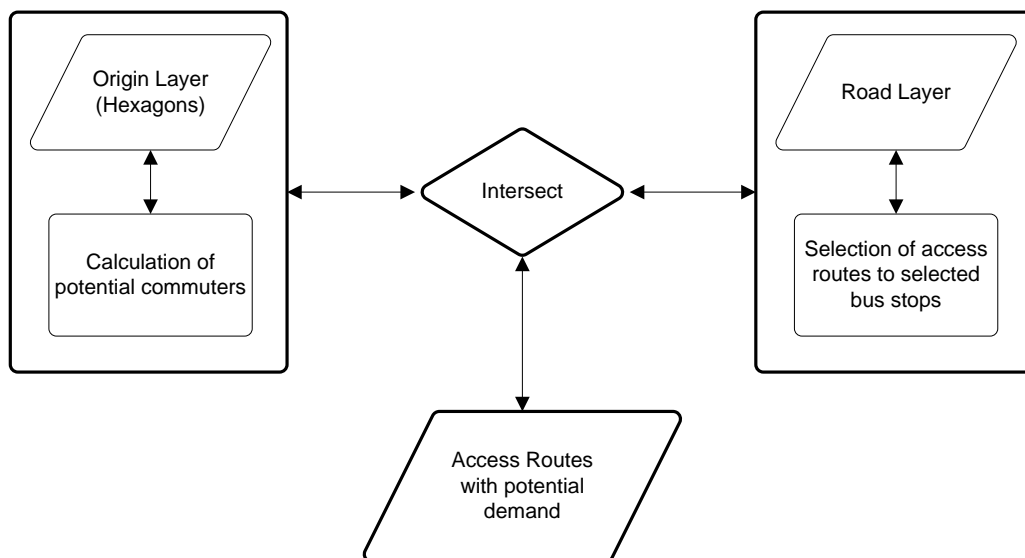 Origin Layer
(Hexagons)
Calculation of
potential commuters
Intersect
Road Layer
Selection of access
routes to selected
bus stops
Access Routes
with potential
demand